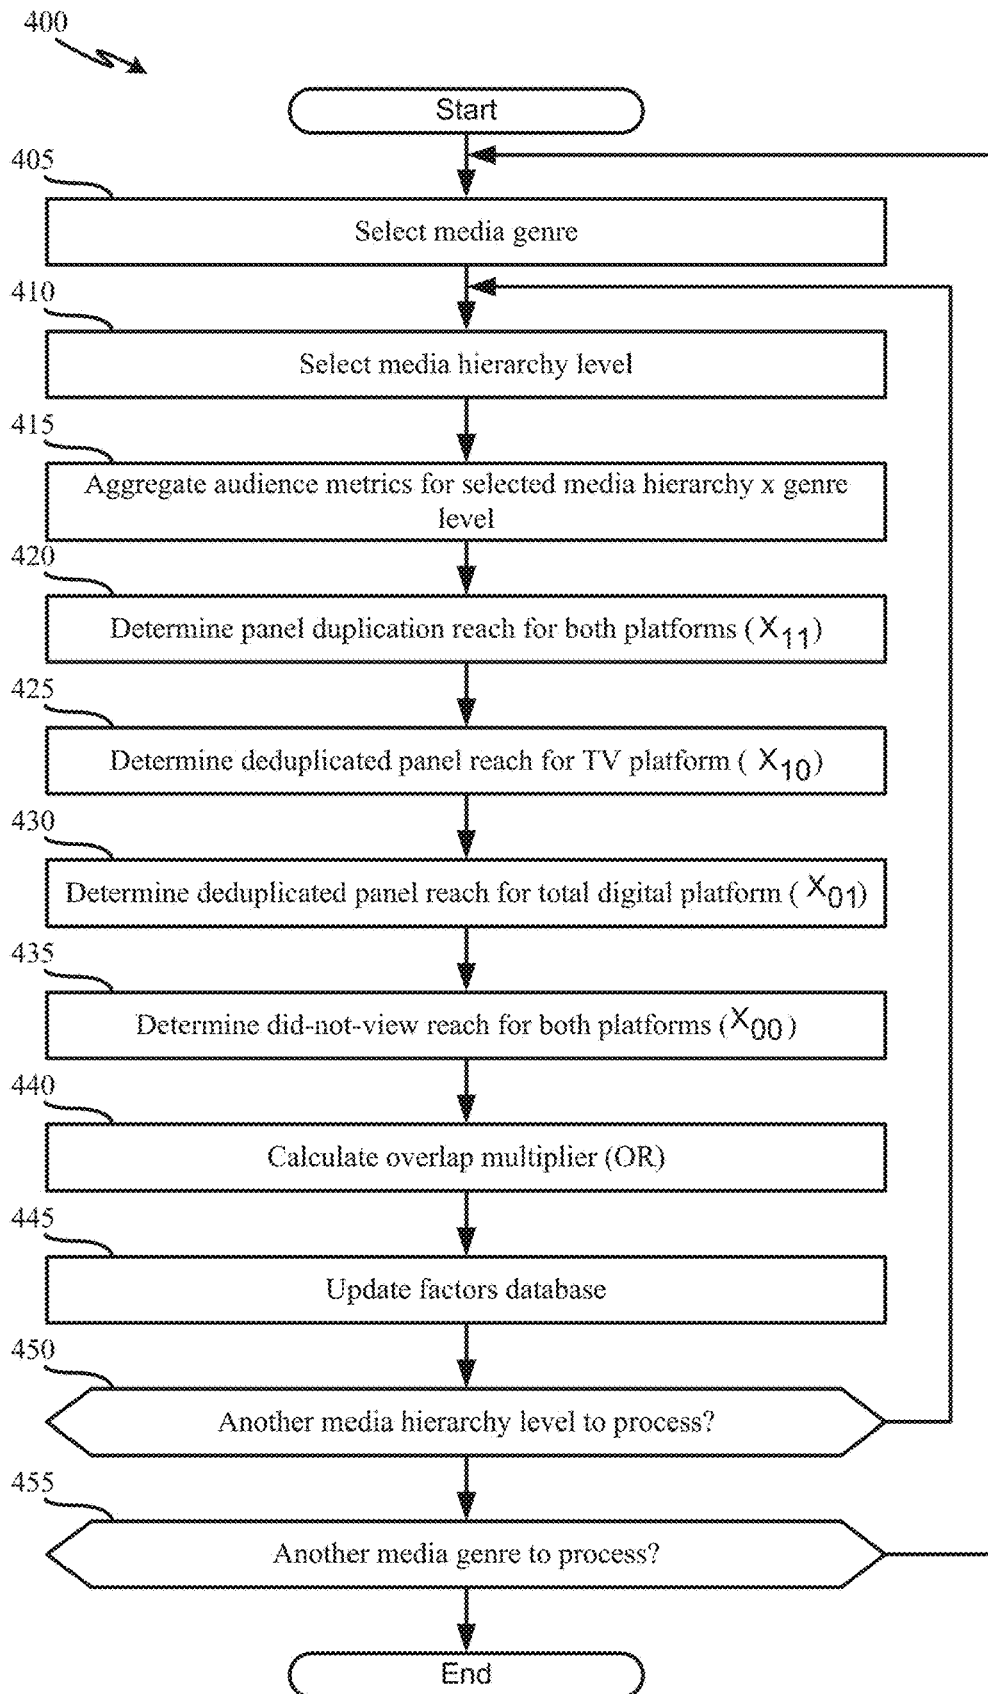 400
Start
405
Select media genre
410
Select media hierarchy level
415
Aggregate audience metrics for selected media hierarchy x genre
level
420
Determine panel duplication reach for both platforms ( X11)
425
Determine deduplicated panel reach for TV platform ( X10)
430
Determine deduplicated panel reach for total digital platform ( X01)
435
Determine did-not-view reach for both platforms (X00)
440
Calculate overlap multiplier (OR)
445
Update factors database
450
Another media hierarchy level to process?
455
Another media genre to process?
End